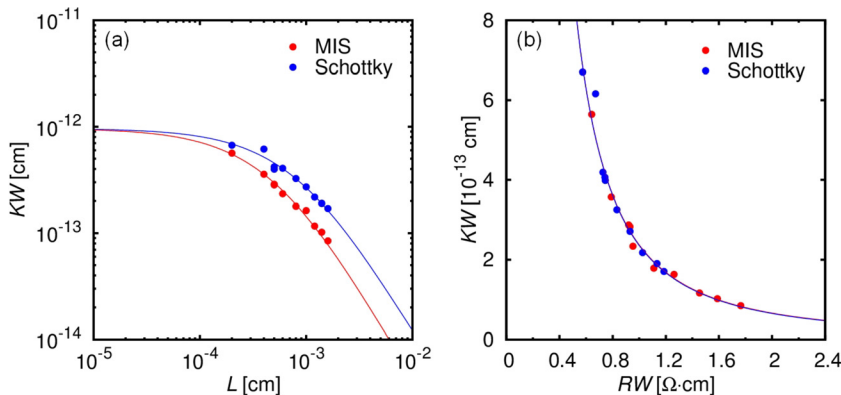 (a)
MIS
Schottky
KW [cm]
10⁻¹¹
10⁻¹²
10⁻¹³
10⁻¹⁴
10⁻⁵ 10⁻⁴ 10⁻³ 10⁻²
L [cm]
(b)
MIS
Schottky
KW [10⁻¹³ cm]
8
6
4
2
0
0 0.4 0.8 1.2 1.6 2 2.4
RW [Ω·cm]